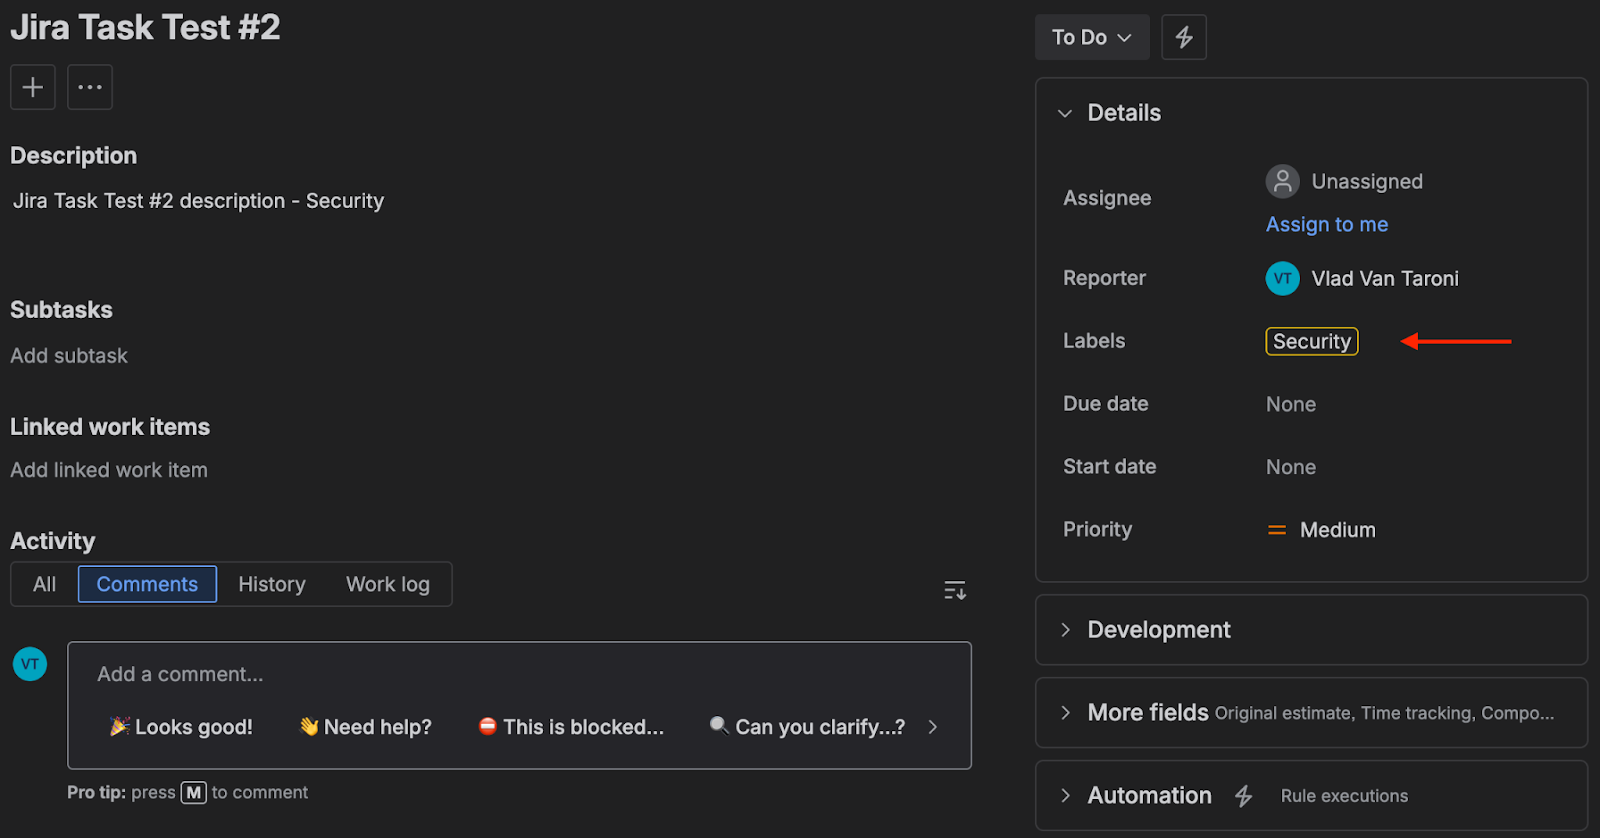 Jira Task Test #2
Description
Jira Task Test #2 description - Security
Subtasks
Add subtask
Linked work items
Add linked work item
Activity
All Comments History Work log
VT
Add a comment...
🎉 Looks good! 👋 Need help? ⛔ This is blocked... 🔍 Can you clarify...?
Pro tip: press M to comment
To Do
Details
Assignee Unassigned
Assign to me
Reporter VT Vlad Van Taroni
Labels Security
Due date None
Start date None
Priority Medium
Development
More fields Original estimate, Time tracking, Compo...
Automation Rule executions